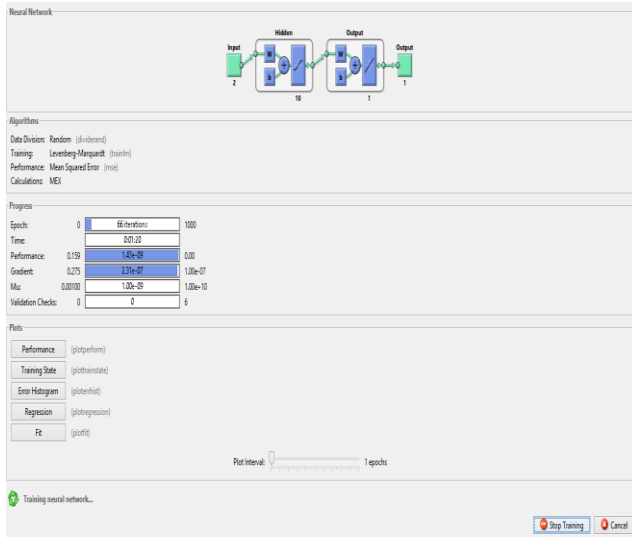 Neural Network
Hidden Output
Input Output
W W
b b
2 10 1 1
Algorithms
Data Division: Random (dividerand)
Training: Levenberg-Marquardt (trainlm)
Performance: Mean Squared Error (mse)
Calculations: MEX
Progress
Epoch: 0 66 iterations 1000
Time: 0:01:20
Performance: 0.159 1.43e-09 0.00
Gradient: 0.275 2.31e-07 1.00e-07
Mu: 0.00100 1.00e-09 1.00e+10
Validation Checks: 0 0 6
Plots
Performance (plotperform)
Training State (plottrainstate)
Error Histogram (ploterrhist)
Regression (plotregression)
Fit (plotfit)
Plot Interval: 1 epochs
Training neural network...
Stop Training Cancel